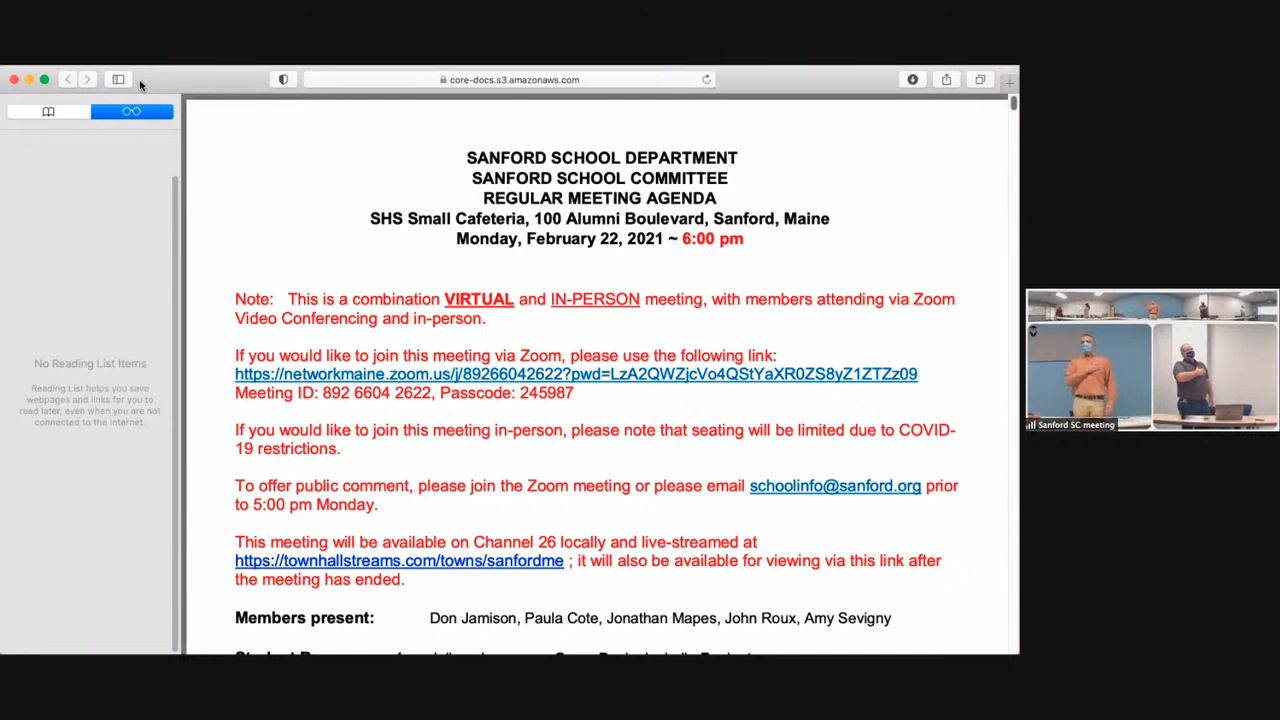 core-docs.s3.amazonaws.com
SANFORD SCHOOL DEPARTMENT
SANFORD SCHOOL COMMITTEE
REGULAR MEETING AGENDA
SHS Small Cafeteria, 100 Alumni Boulevard, Sanford, Maine
Monday, February 22, 2021 ~ 6:00 pm
Note: This is a combination VIRTUAL and IN-PERSON meeting, with members attending via Zoom
Video Conferencing and in-person.
If you would like to join this meeting via Zoom, please use the following link:
https://networkmaine.zoom.us/j/89266042622?pwd=LzA2QWZjcVo4QStYaXR0ZS8yZ1ZTZz09
Meeting ID: 892 6604 2622, Passcode: 245987
If you would like to join this meeting in-person, please note that seating will be limited due to COVID-
19 restrictions.
To offer public comment, please join the Zoom meeting or please email schoolinfo@sanford.org prior
to 5:00 pm Monday.
This meeting will be available on Channel 26 locally and live-streamed at
https://townhallstreams.com/towns/sanfordme ; it will also be available for viewing via this link after
the meeting has ended.
Members present: Don Jamison, Paula Cote, Jonathan Mapes, John Roux, Amy Sevigny
No Reading List Items
Reading List helps you save
webpages and links for you to
read later, even when you are not
connected to the Internet.
Sanford SC meeting